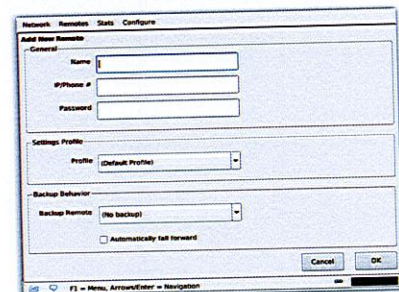 Network Remotes Stats Configure
Add New Remote
General
Name
IP/Phone #
Password
Settings Profile
Profile (Default Profile)
Backup Behavior
Backup Remote (No backup)
Automatically fall forward
Cancel OK
F1 = Menu, Arrows/Enter = Navigation